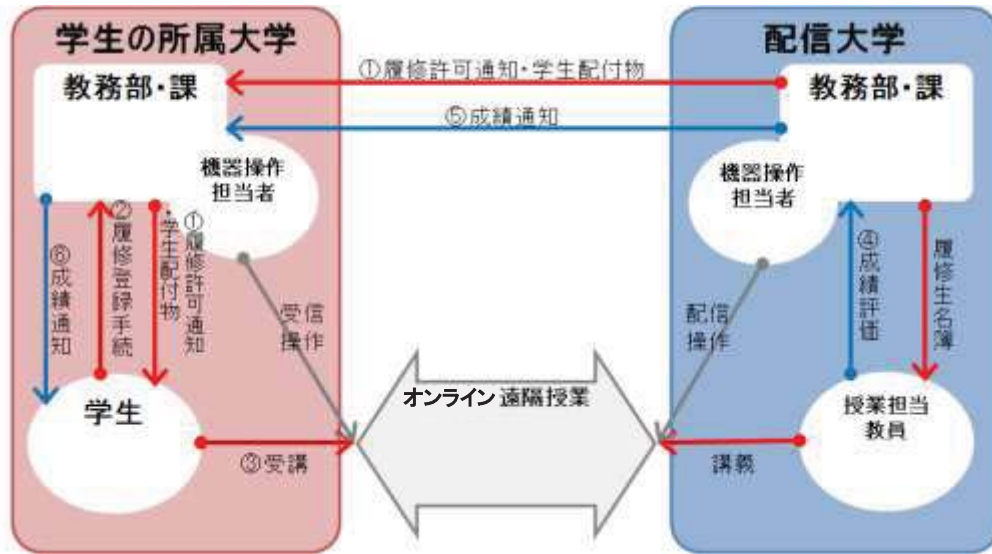 学生の所属大学
配信大学
教務部・課
①履修許可通知・学生配付物
教務部・課
⑤成績通知
機器操作
担当者
機器操作
担当者
⑥成績通知
②履修登録手続
①履修許可通知
・学生配付物
受信
操作
配信
操作
④成績評価
履修生名簿
オンライン遠隔授業
学生
授業担当
教員
③受講
講義